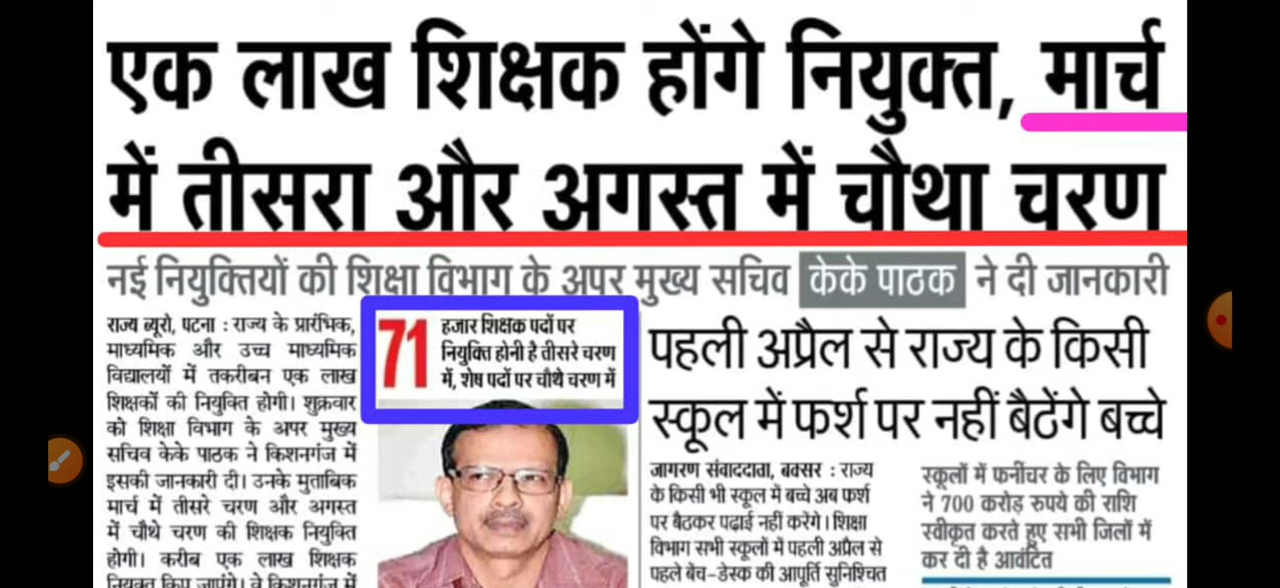 एक लाख शिक्षक होंगे नियुक्त, मार्च
में तीसरा और अगस्त में चौथा चरण
नई नियुक्तियों की शिक्षा विभाग के अपर मुख्य सचिव केके पाठक ने दी जानकारी
राज्य ब्यूरो, पटना : राज्य के प्रारंभिक,
माध्यमिक और उच्च माध्यमिक
विद्यालयों में तकरीबन एक लाख
शिक्षकों की नियुक्ति होगी। शुक्रवार
को शिक्षा विभाग के अपर मुख्य
सचिव केके पाठक ने किशनगंज में
इसकी जानकारी दी। उनके मुताबिक
मार्च में तीसरे चरण और अगस्त
में चौथे चरण की शिक्षक नियुक्ति
होगी। करीब एक लाख शिक्षक
नियुक्त किए जाएंगे। वे किशनगंज में
71 हजार शिक्षक पदों पर
नियुक्ति होनी है तीसरे चरण
में, शेष पदों पर चौथे चरण में
पहली अप्रैल से राज्य के किसी
स्कूल में फर्श पर नहीं बैठेंगे बच्चे
जागरण संवाददाता, बक्सर : राज्य
के किसी भी स्कूल में बच्चे अब फर्श
पर बैठकर पढ़ाई नहीं करेंगे। शिक्षा
विभाग सभी स्कूलों में पहली अप्रैल से
पहले बेंच-डेस्क की आपूर्ति सुनिश्चित
स्कूलों में फर्नीचर के लिए विभाग
ने 700 करोड़ रुपये की राशि
स्वीकृत करते हुए सभी जिलों में
कर दी है आवंटित